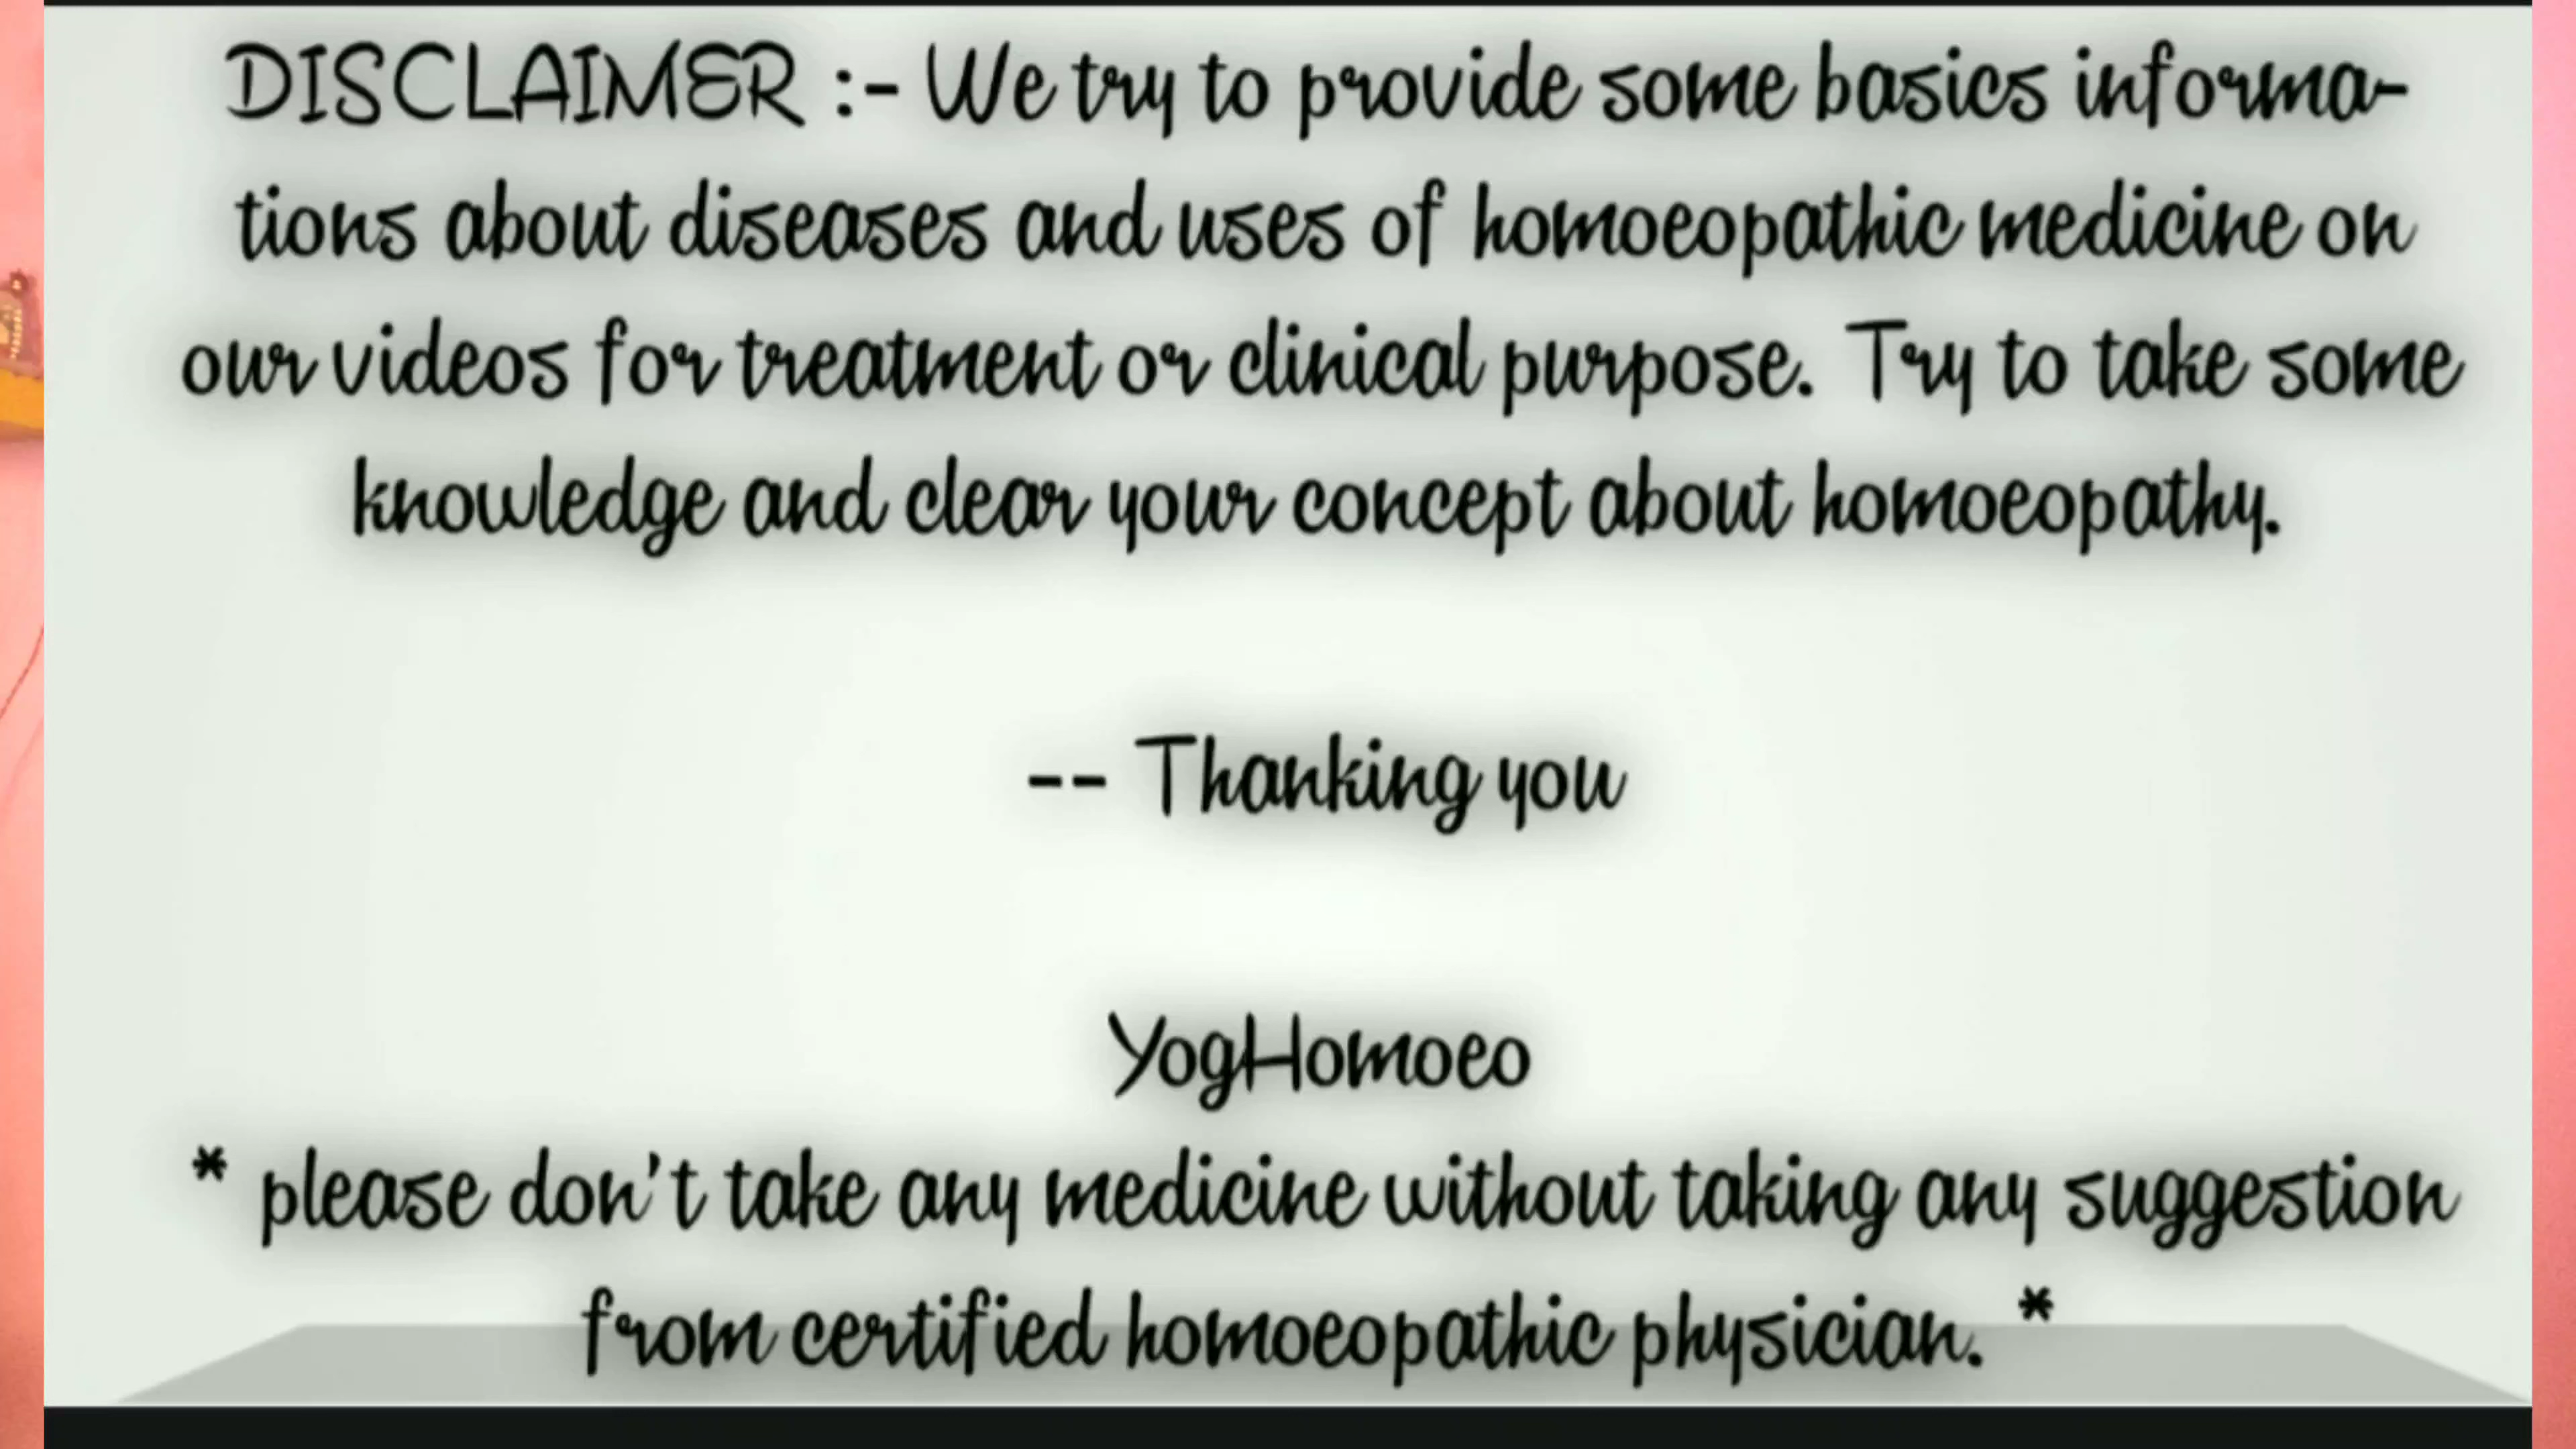 DISCLAIMER :- We try to provide some basics informa-
tions about diseases and uses of homoeopathic medicine on
our videos for treatment or clinical purpose. Try to take some
knowledge and clear your concept about homoeopathy.
-- Thanking you
YogHomoeo
* please don't take any medicine without taking any suggestion
from certified homoeopathic physician. *